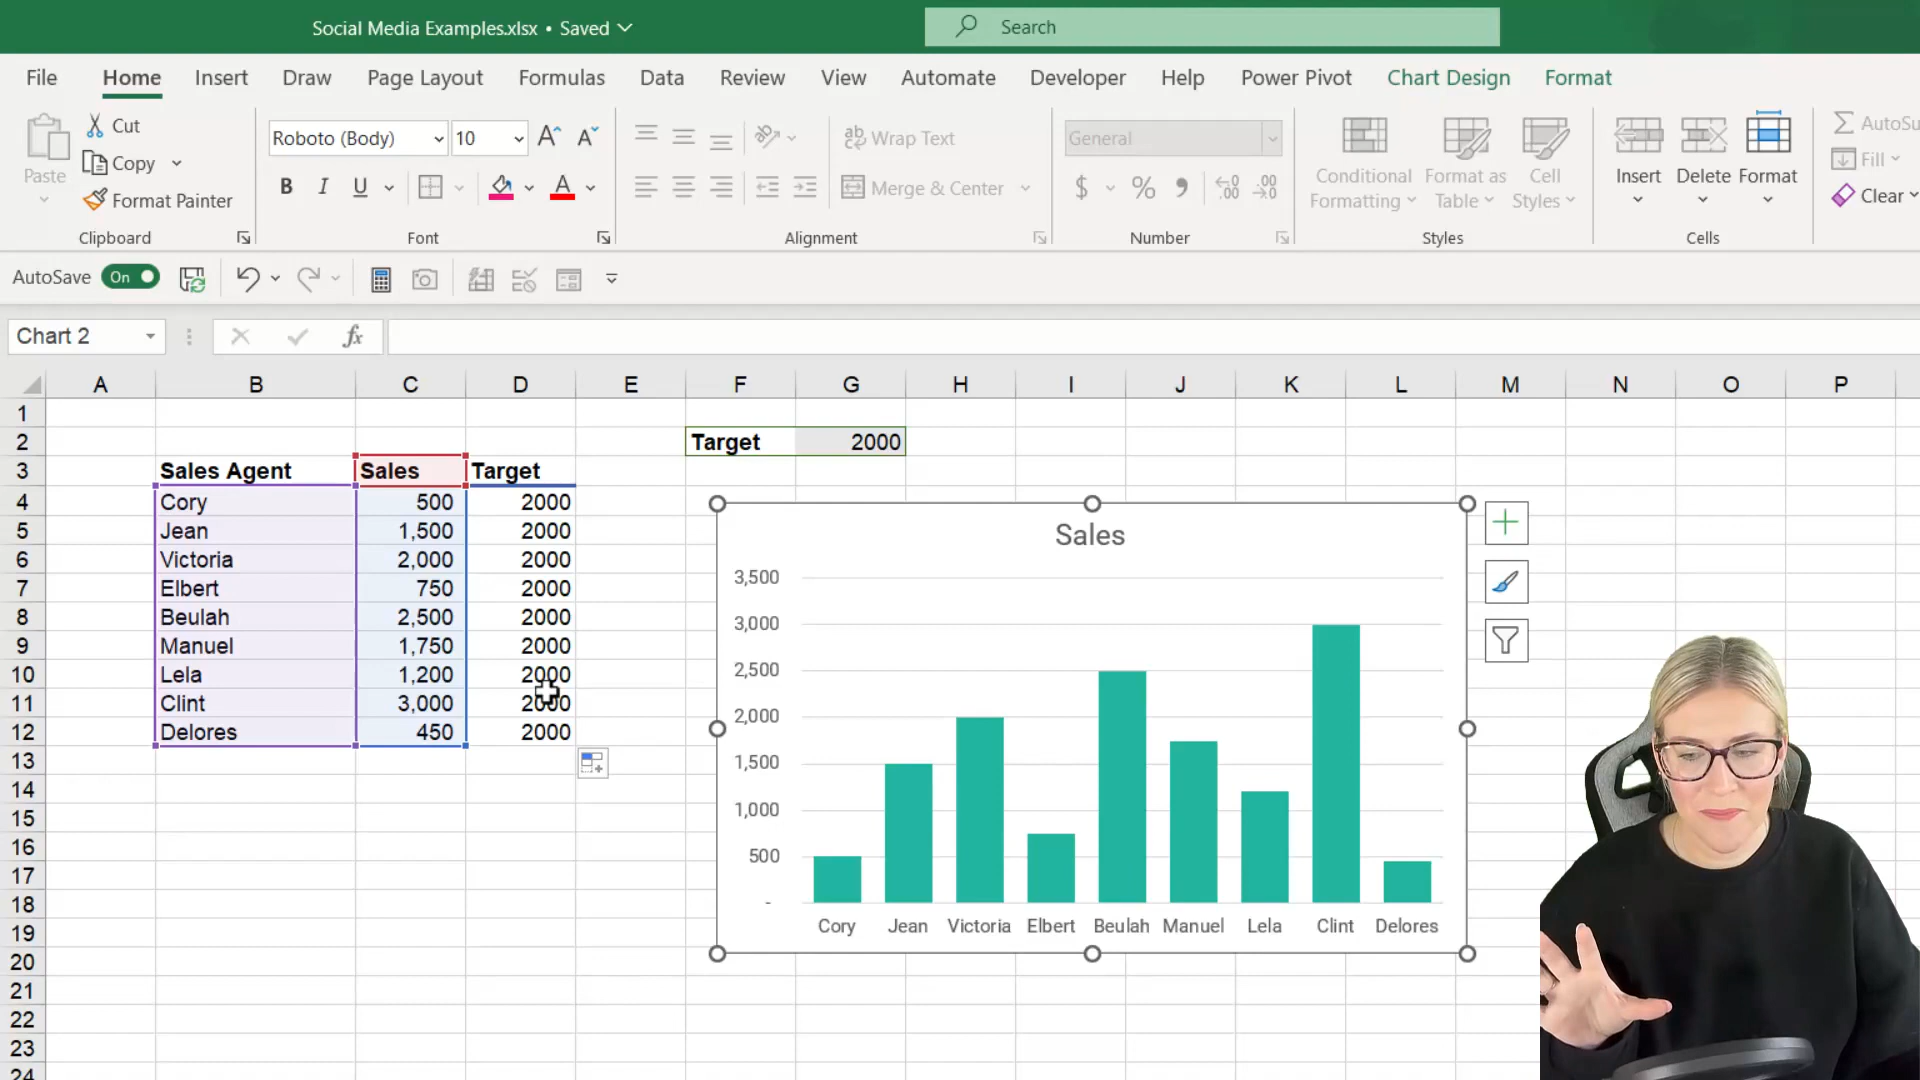 Social Media Examples.xlsx • Saved
Search
File Home Insert Draw Page Layout Formulas Data Review View Automate Developer Help Power Pivot Chart Design Format
Paste
Cut
Copy
Format Painter
Clipboard
Roboto (Body) 10
B I U
Font
Wrap Text
Merge & Center
Alignment
General
$ % 9
Number
Conditional Formatting
Format as Table
Cell Styles
Styles
Insert Delete Format
Cells
AutoSu
Fill
Clear
AutoSave On
Chart 2
fx
A B C D E F G H I J K L M N O P
1
2 Target 2000
3 Sales Agent Sales Target
4 Cory 500 2000
5 Jean 1,500 2000
6 Victoria 2,000 2000
7 Elbert 750 2000
8 Beulah 2,500 2000
9 Manuel 1,750 2000
10 Lela 1,200 2000
11 Clint 3,000 2000
12 Delores 450 2000
13
14
15
16
17
18
19
20
21
22
23
24
Sales
3,500
3,000
2,500
2,000
1,500
1,000
500
-
Cory Jean Victoria Elbert Beulah Manuel Lela Clint Delores